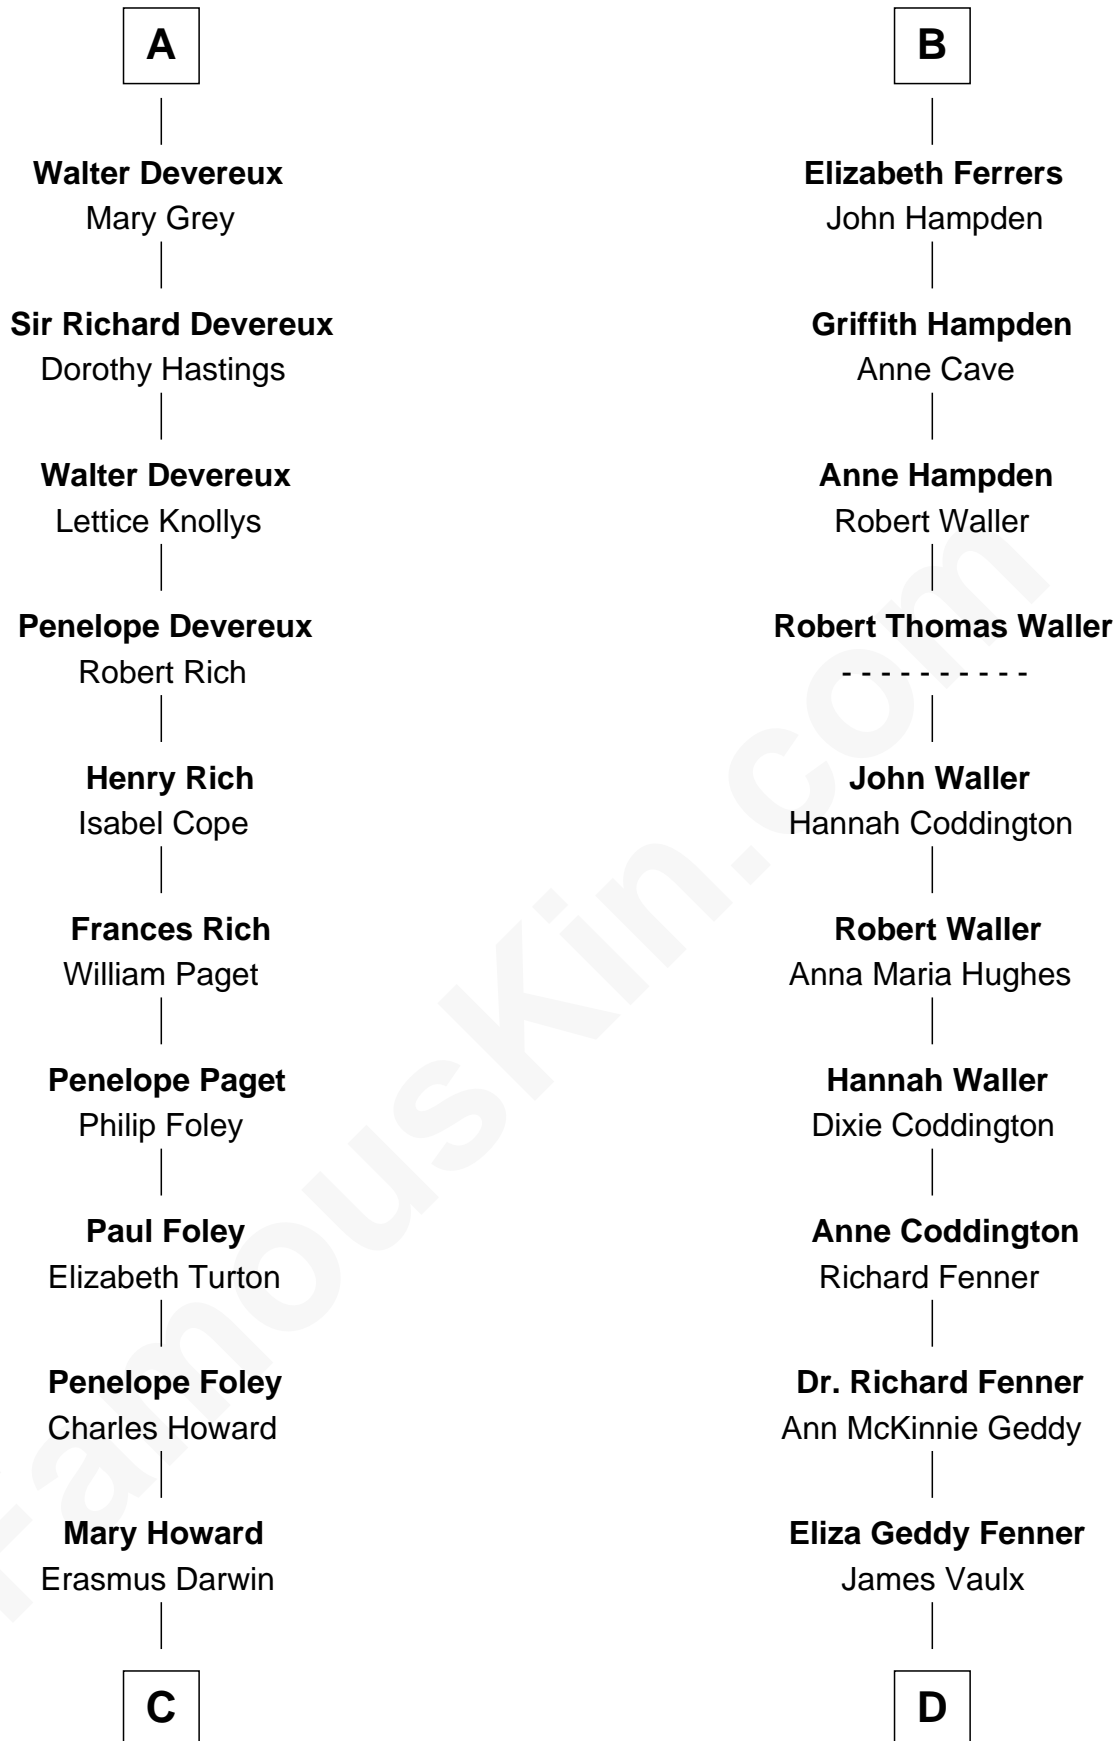 A
Walter Devereux
Mary Grey
Sir Richard Devereux
Dorothy Hastings
Walter Devereux
Lettice Knollys
Penelope Devereux
Robert Rich
Henry Rich
Isabel Cope
Frances Rich
William Paget
Penelope Paget
Philip Foley
Paul Foley
Elizabeth Turton
Penelope Foley
Charles Howard
Mary Howard
Erasmus Darwin
C
B
Elizabeth Ferrers
John Hampden
Griffith Hampden
Anne Cave
Anne Hampden
Robert Waller
Robert Thomas Waller
- - - - - - - - - -
John Waller
Hannah Coddington
Robert Waller
Anna Maria Hughes
Hannah Waller
Dixie Coddington
Anne Coddington
Richard Fenner
Dr. Richard Fenner
Ann McKinnie Geddy
Eliza Geddy Fenner
James Vaulx
D
FamousKin.com